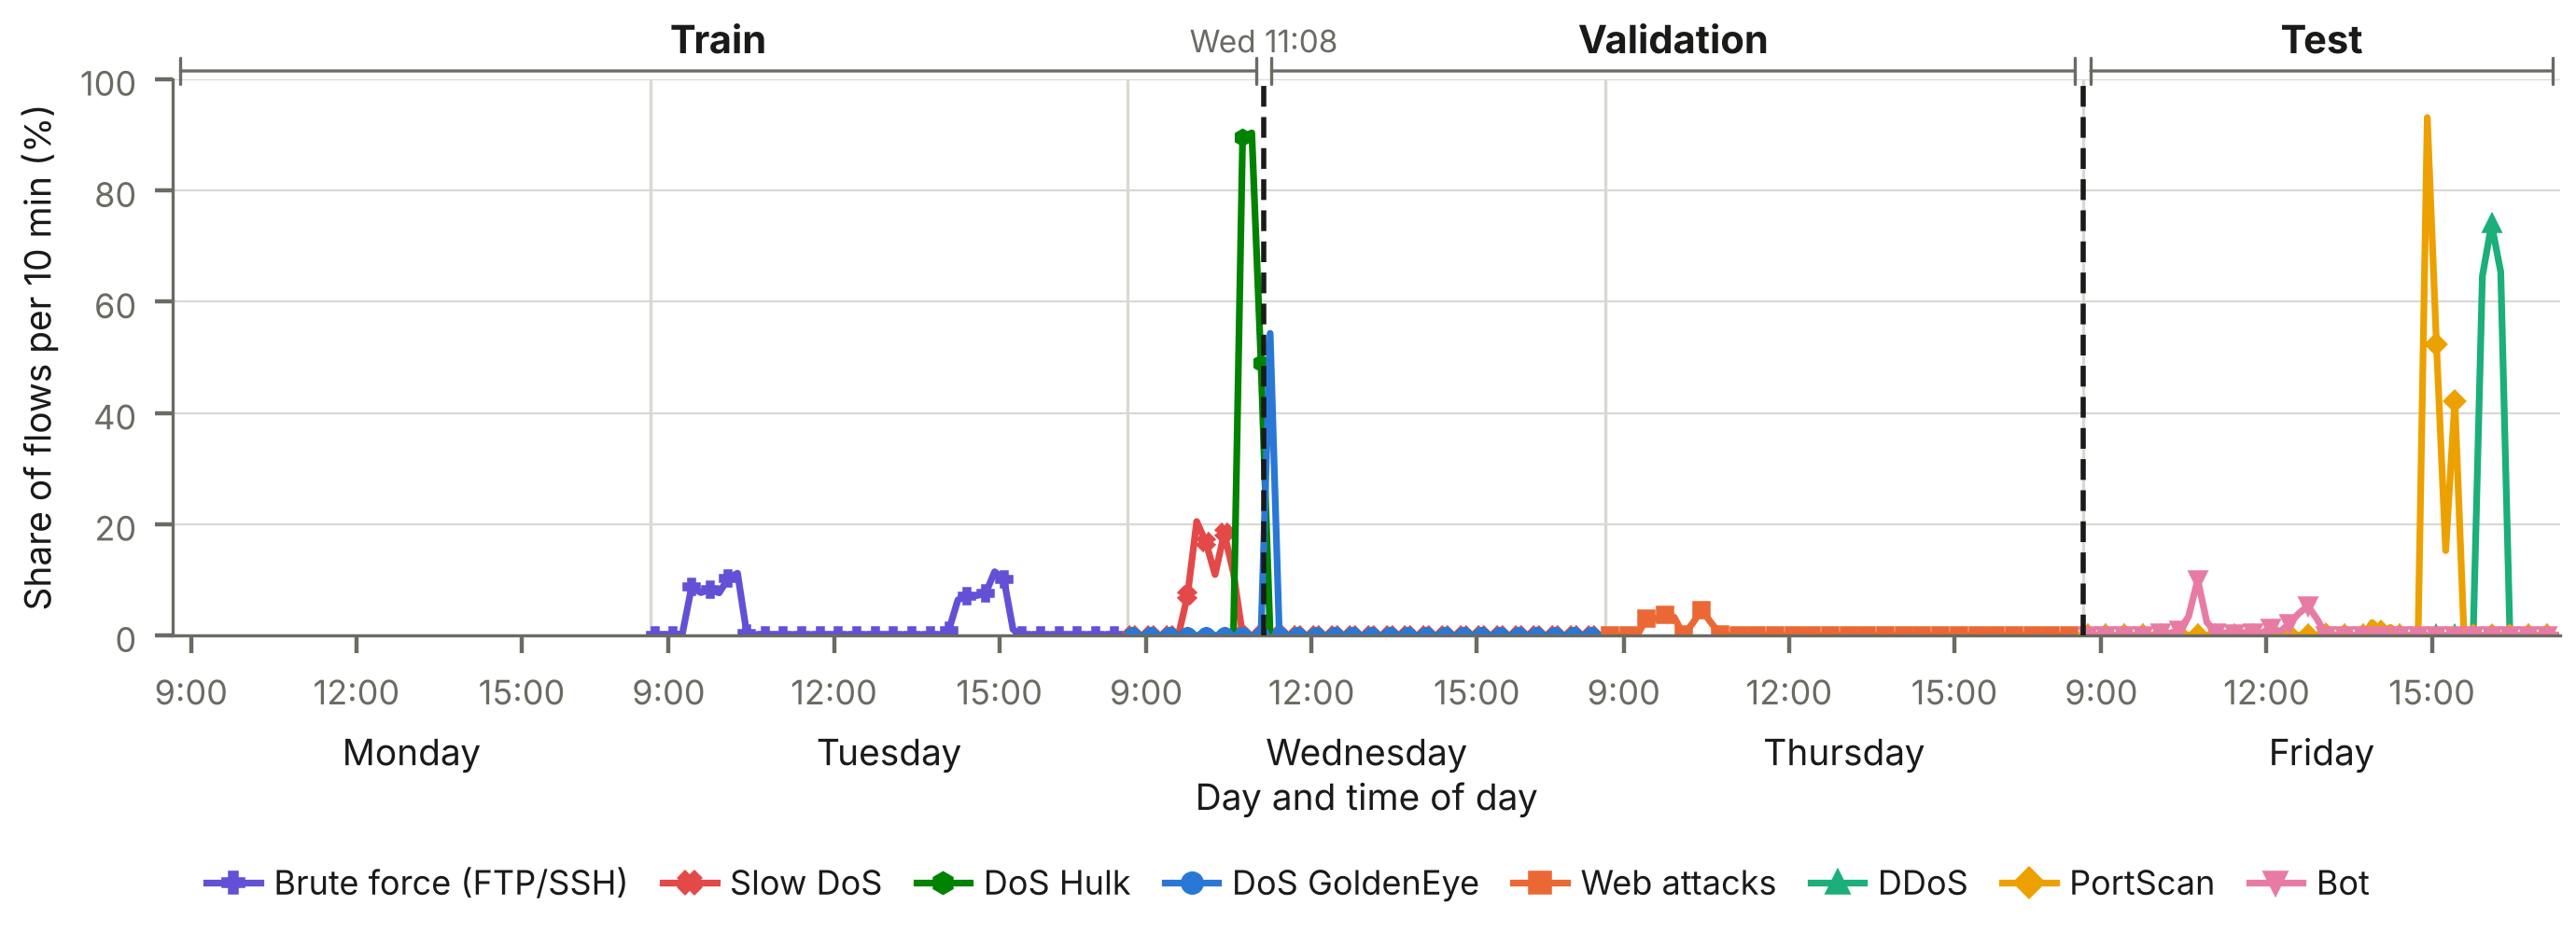 Train Wed 11:08 Validation Test
Share of flows per 10 min (%)
100
80
60
40
20
0
9:00 12:00 15:00 9:00 12:00 15:00 9:00 12:00 15:00 9:00 12:00 15:00 9:00 12:00 15:00
Monday Tuesday Wednesday Thursday Friday
Day and time of day
Brute force (FTP/SSH) Slow DoS DoS Hulk DoS GoldenEye Web attacks DDoS PortScan Bot